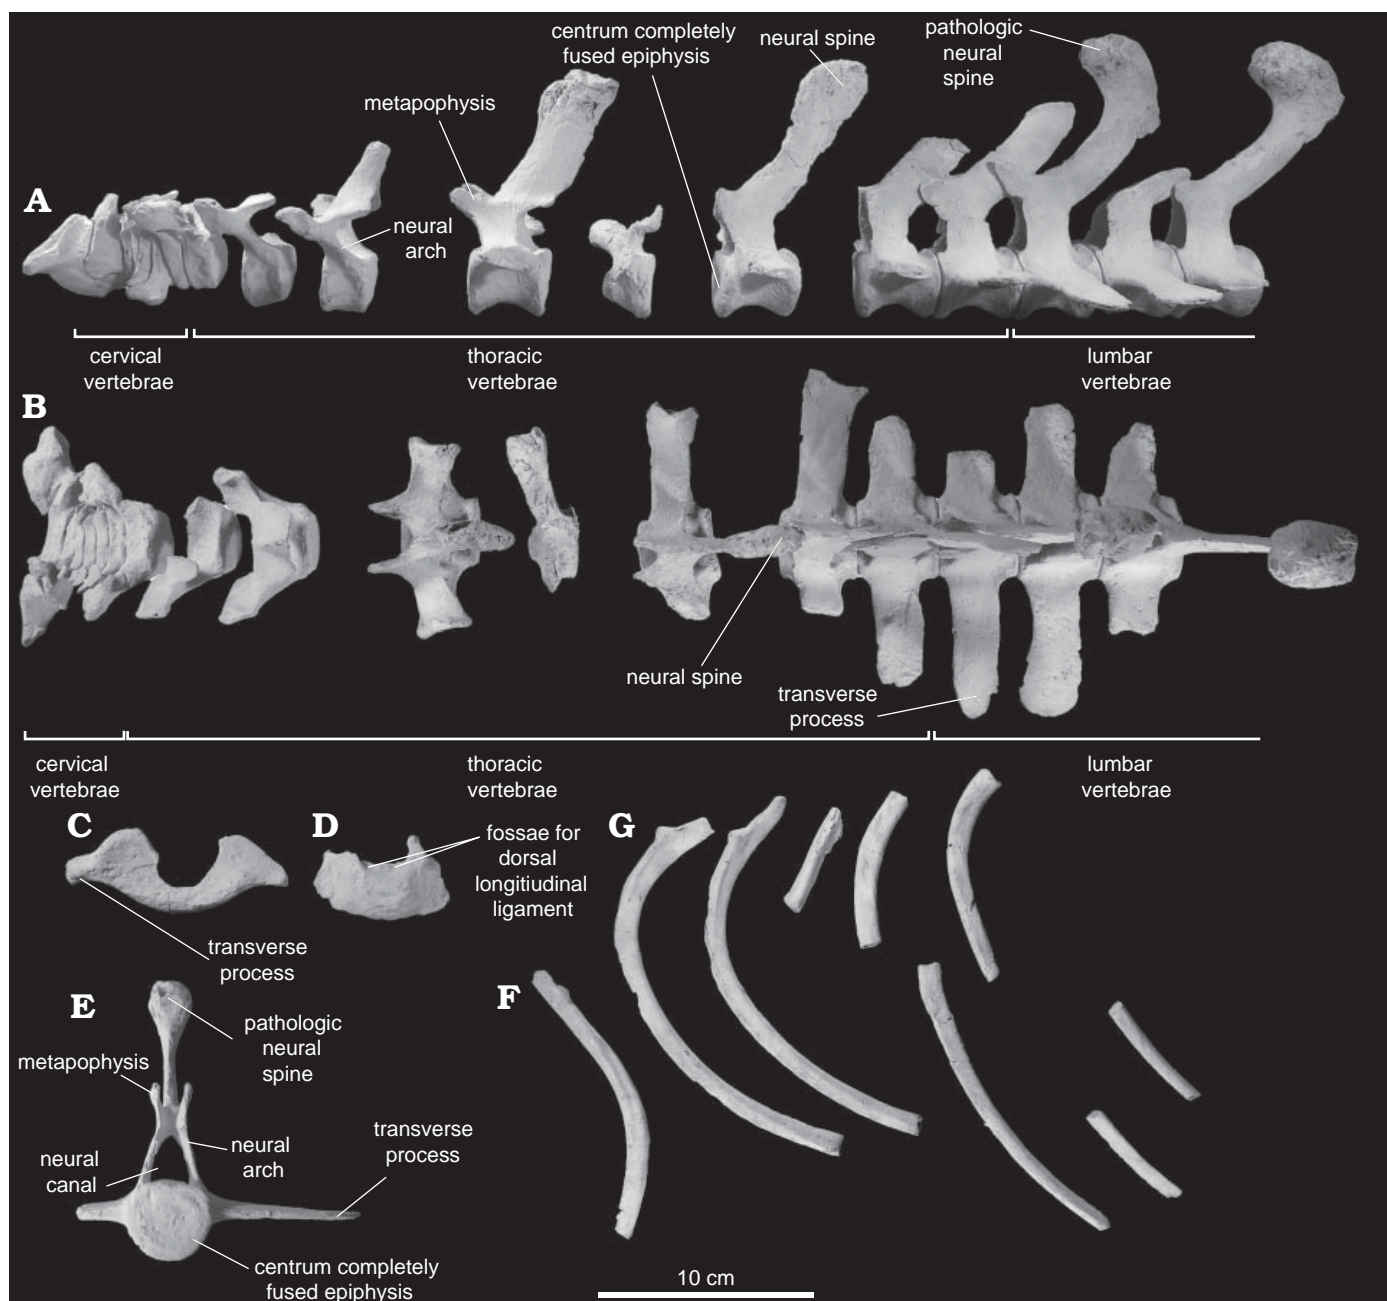 centrum completely
fused epiphysis
neural spine
pathologic
neural
spine
metapophysis
A
neural
arch
cervical
vertebrae
thoracic
vertebrae
lumbar
vertebrae
B
neural spine
transverse
process
cervical
vertebrae
thoracic
vertebrae
lumbar
vertebrae
C
transverse
process
D
fossae for
dorsal
longitiudinal
ligament
G
E
pathologic
neural
spine
metapophysis
neural
arch
neural
canal
transverse
process
centrum completely
fused epiphysis
F
10 cm